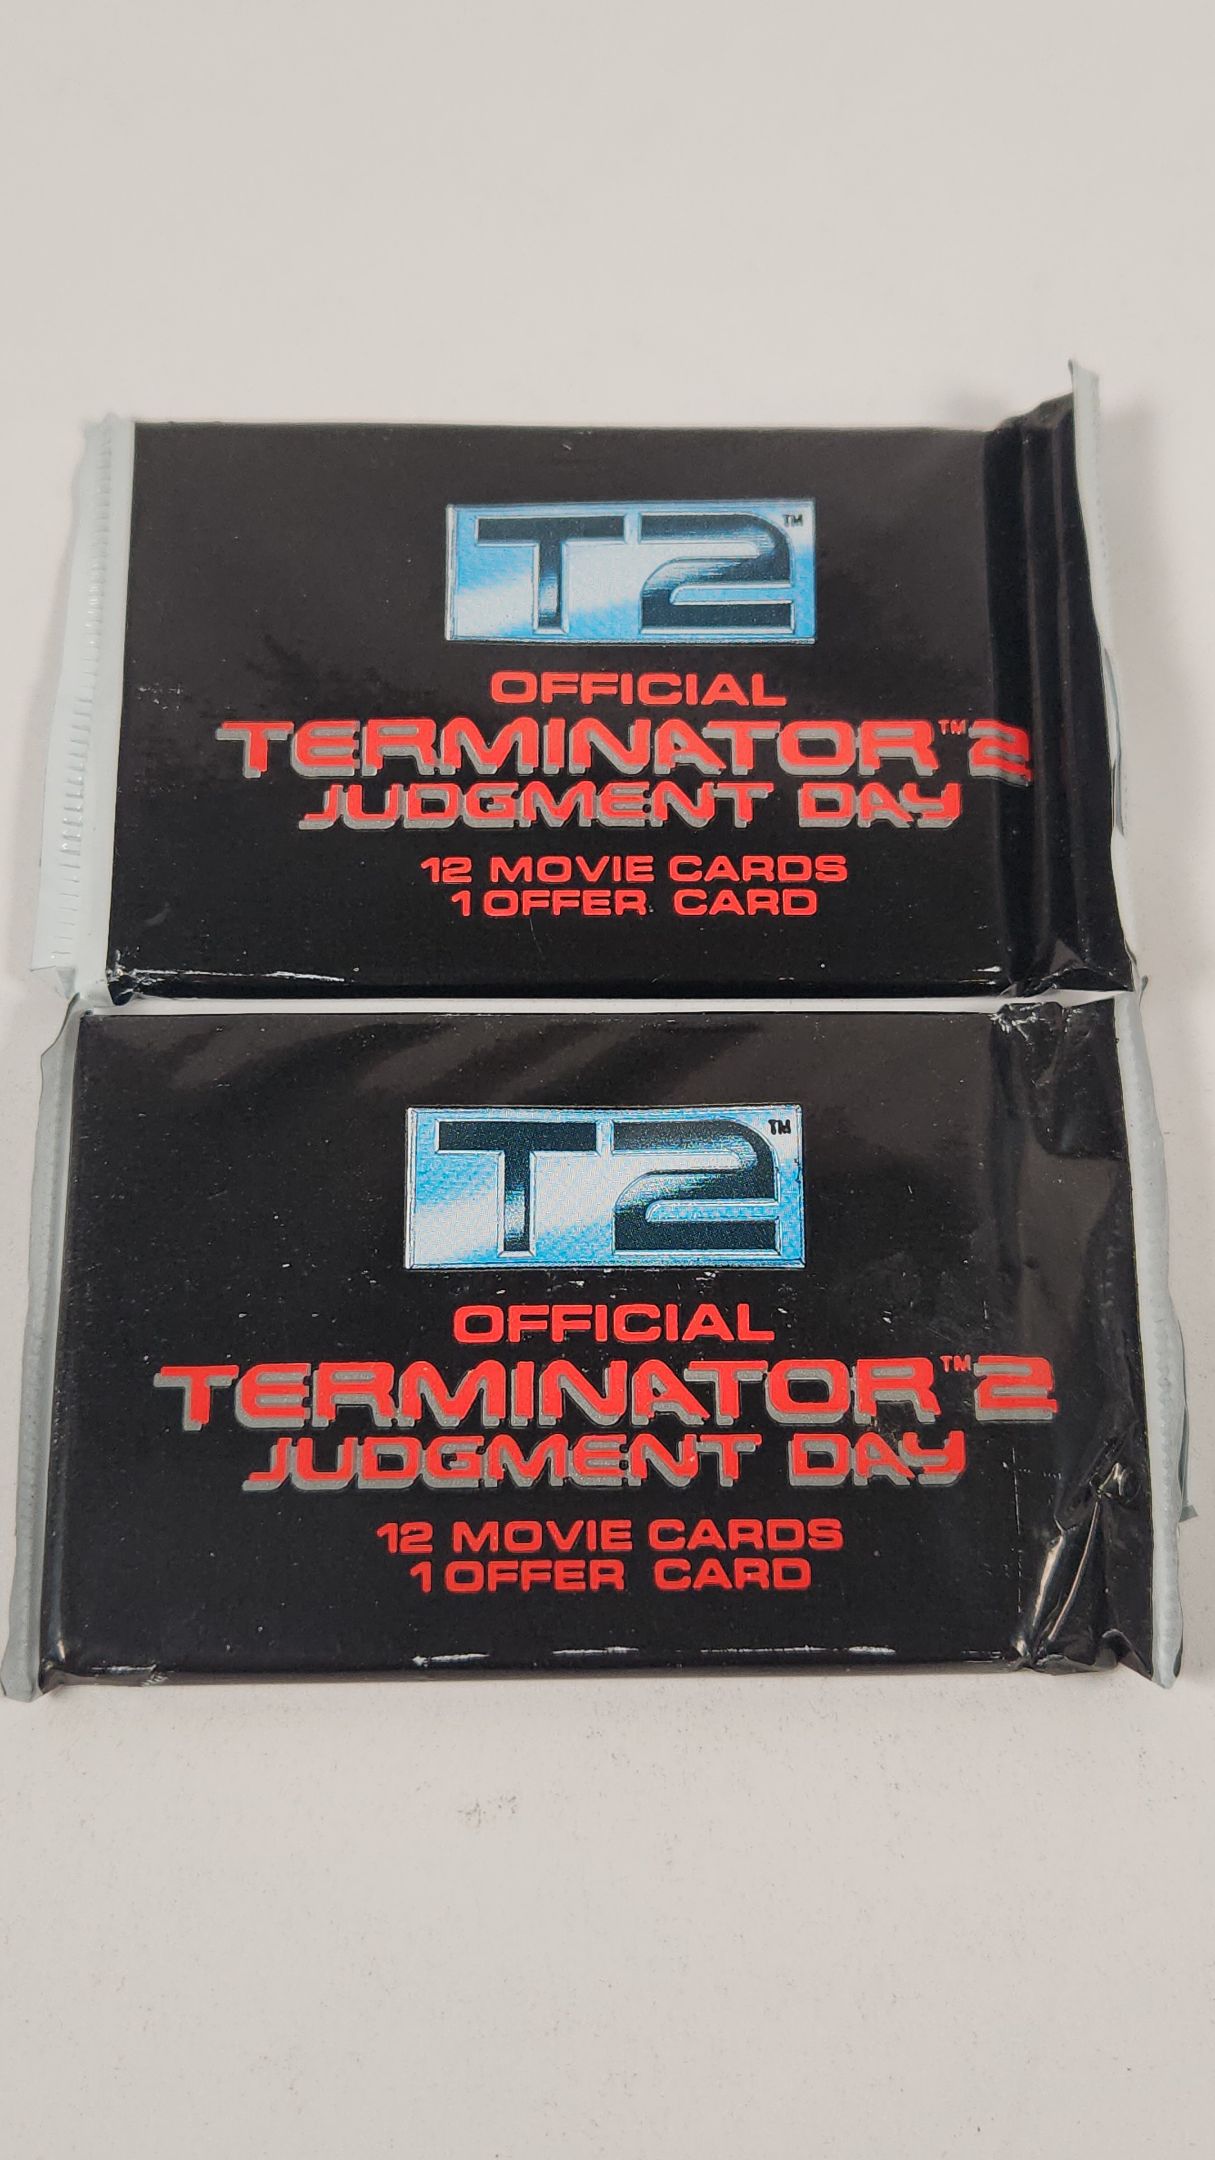 T2™
OFFICIAL
TERMINATOR™2
JUDGMENT DAY
12 MOVIE CARDS
1 OFFER CARD
T2™
OFFICIAL
TERMINATOR™2
JUDGMENT DAY
12 MOVIE CARDS
1 OFFER CARD